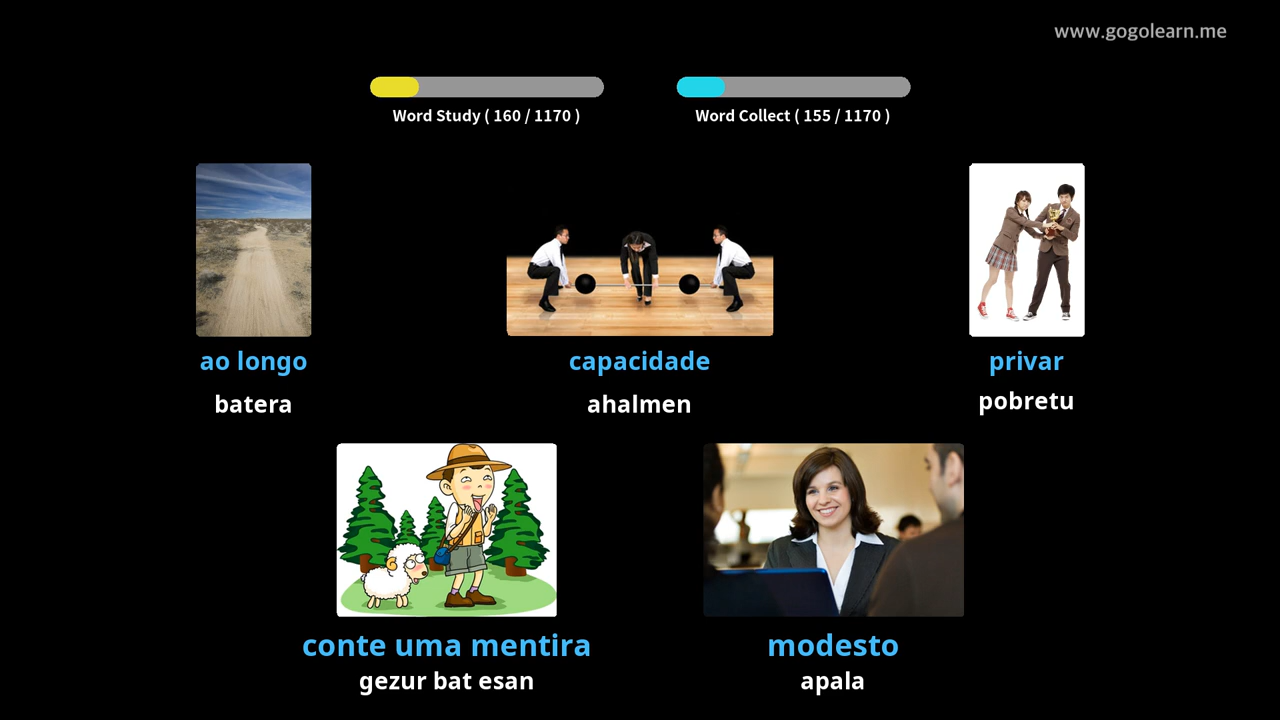 www.gogolearn.me
Word Study ( 160 / 1170 )
Word Collect ( 155 / 1170 )
ao longo
batera
capacidade
ahalmen
privar
pobretu
conte uma mentira
gezur bat esan
modesto
apala